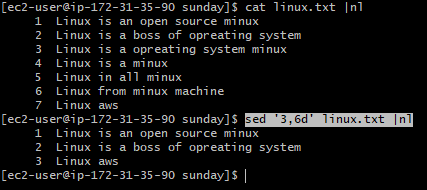 [ec2-user@ip-172-31-35-90 sunday]$ cat linux.txt |nl
1 Linux is an open source minux
2 Linux is a boss of opreating system
3 Linux is a opreating system minux
4 Linux is a minux
5 Linux in all minux
6 Linux from minux machine
7 Linux aws
[ec2-user@ip-172-31-35-90 sunday]$ sed '3,6d' linux.txt |nl
1 Linux is an open source minux
2 Linux is a boss of opreating system
3 Linux aws
[ec2-user@ip-172-31-35-90 sunday]$